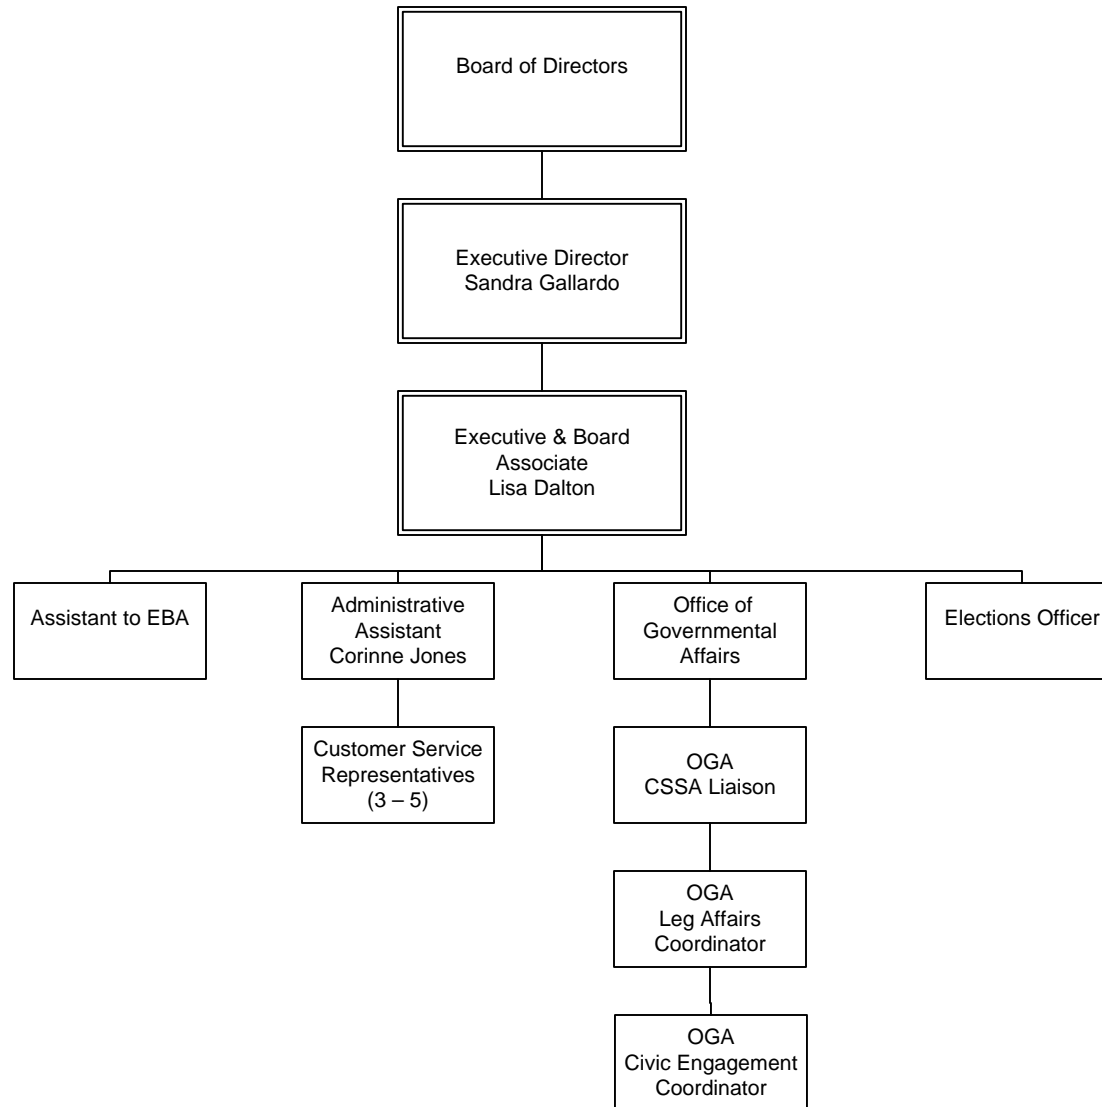 Board of Directors
Executive Director
Sandra Gallardo
Executive & Board
Associate
Lisa Dalton
Assistant to EBA
Administrative
Assistant
Corinne Jones
Office of
Governmental
Affairs
Elections Officer
Customer Service
Representatives
(3 – 5)
OGA
CSSA Liaison
OGA
Leg Affairs
Coordinator
OGA
Civic Engagement
Coordinator